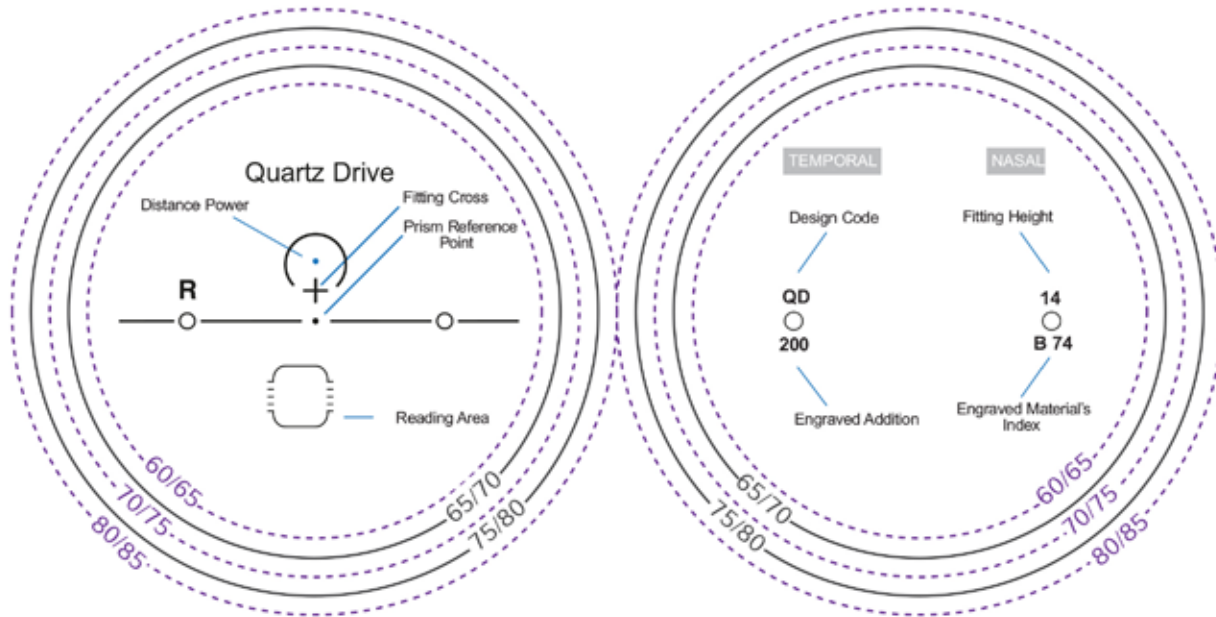 Quartz Drive
Distance Power
Fitting Cross
Prism Reference
Point
R
Reading Area
60/65
70/75
80/85
65/70
75/80
TEMPORAL
NASAL
Design Code
Fitting Height
QD
14
200
B 74
Engraved Addition
Engraved Material's
Index
65/70
75/80
60/65
70/75
80/85